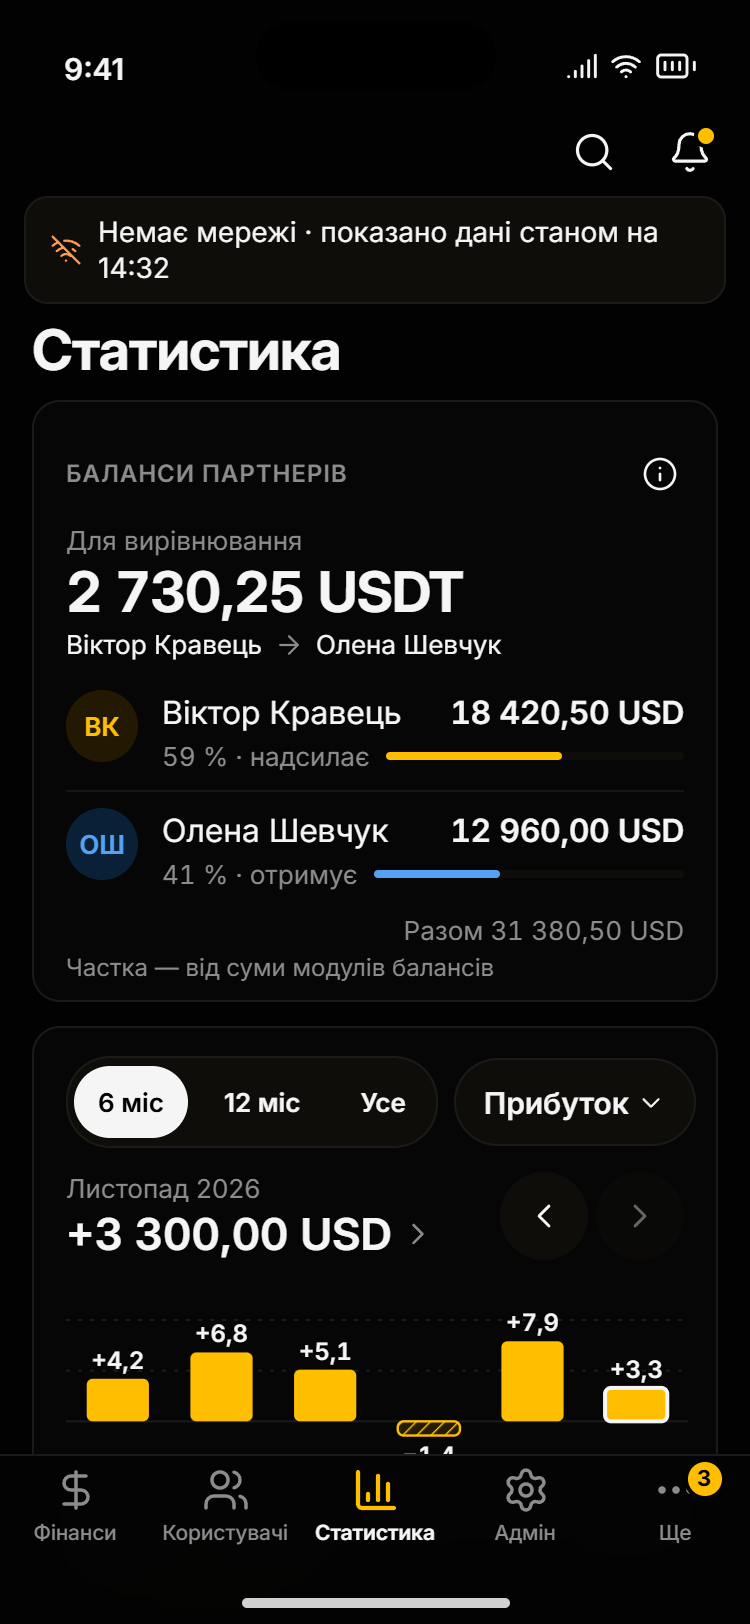 9:41
Немає мережі · показано дані станом на
14:32
Статистика
БАЛАНСИ ПАРТНЕРІВ
Для вирівнювання
2 730,25 USDT
Віктор Кравець → Олена Шевчук
ВК
Віктор Кравець 18 420,50 USD
59 % · надсилає
ОШ
Олена Шевчук 12 960,00 USD
41 % · отримує
Разом 31 380,50 USD
Частка — від суми модулів балансів
6 міс 12 міс Усе Прибуток
Листопад 2026
+3 300,00 USD
+4,2 +6,8 +5,1 +7,9 +3,3
−1,4
3
Фінанси Користувачі Статистика Адмін Ще